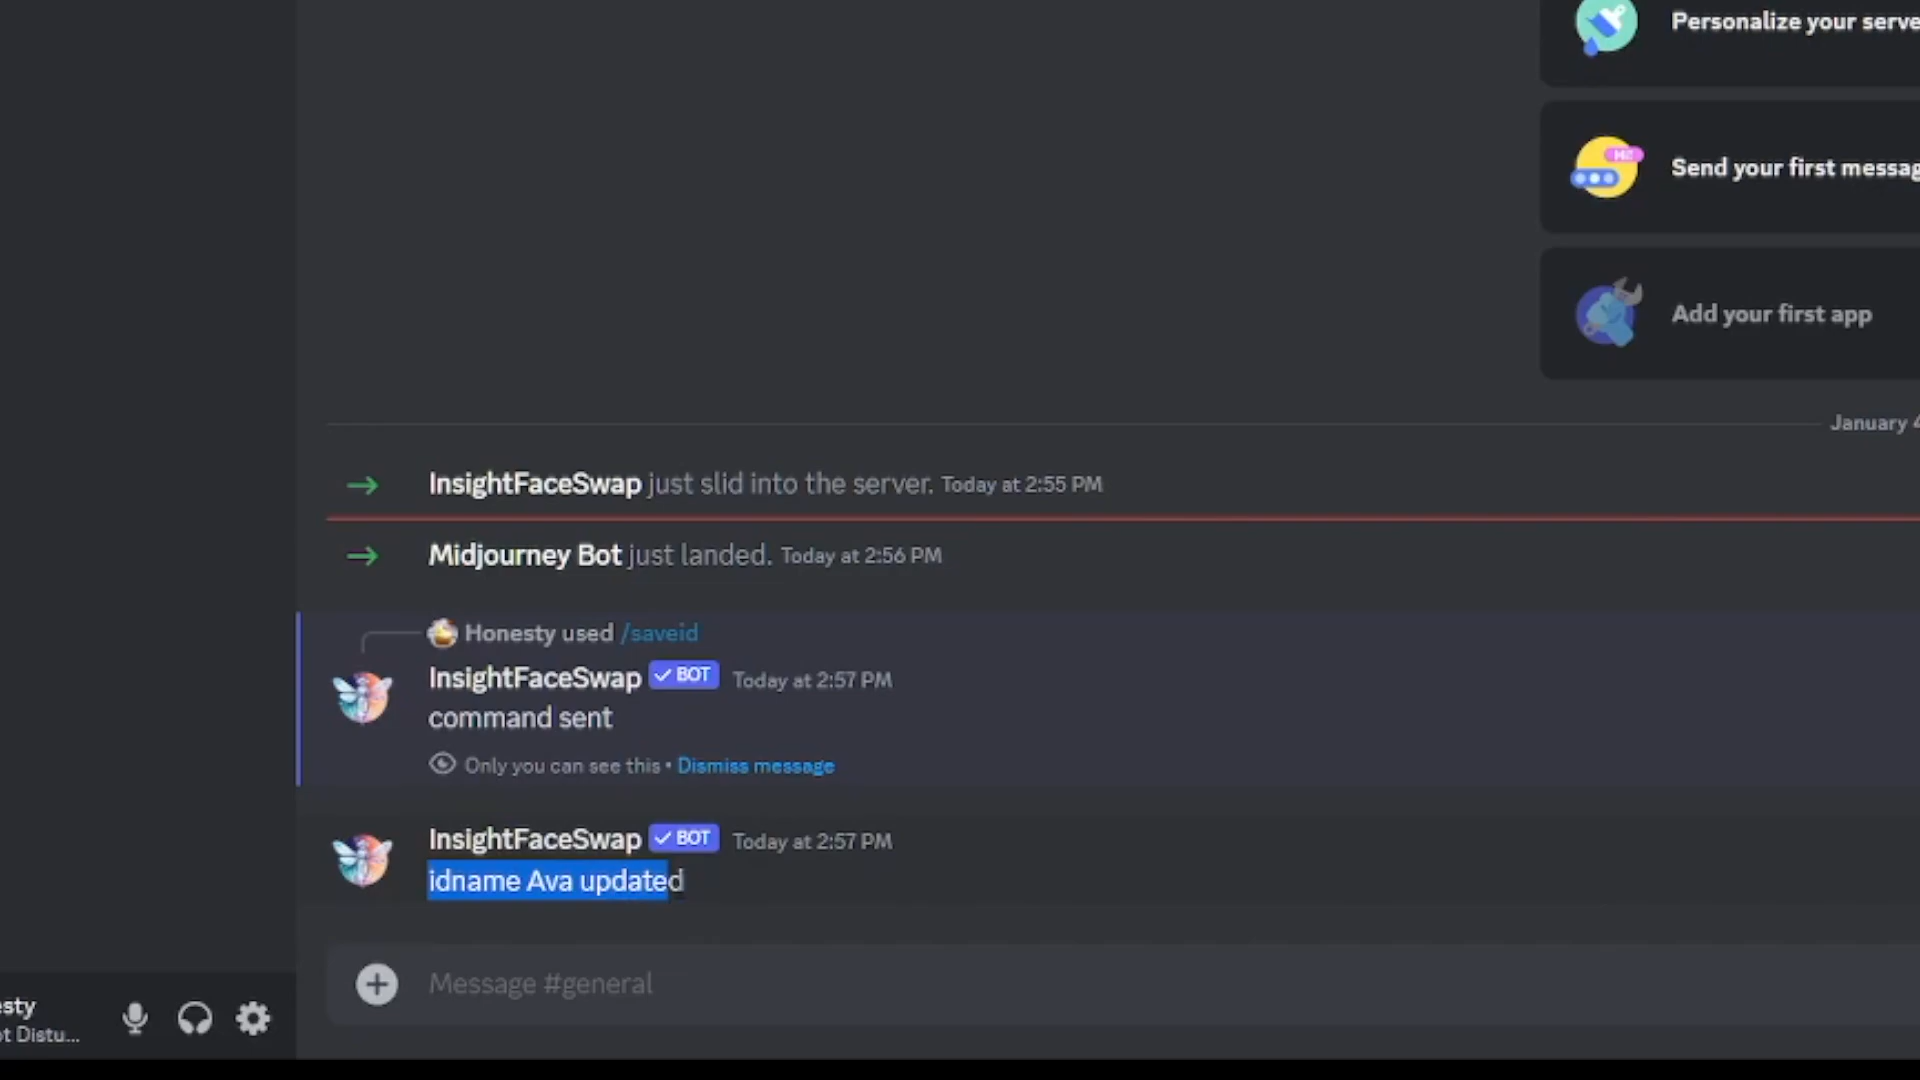 Personalize your serve
Send your first messag
Add your first app
January 4
InsightFaceSwap just slid into the server. Today at 2:55 PM
Midjourney Bot just landed. Today at 2:56 PM
Honesty used /saveid
InsightFaceSwap BOT Today at 2:57 PM
command sent
Only you can see this • Dismiss message
InsightFaceSwap BOT Today at 2:57 PM
idname Ava updated
Message #general
esty
ot Distu...